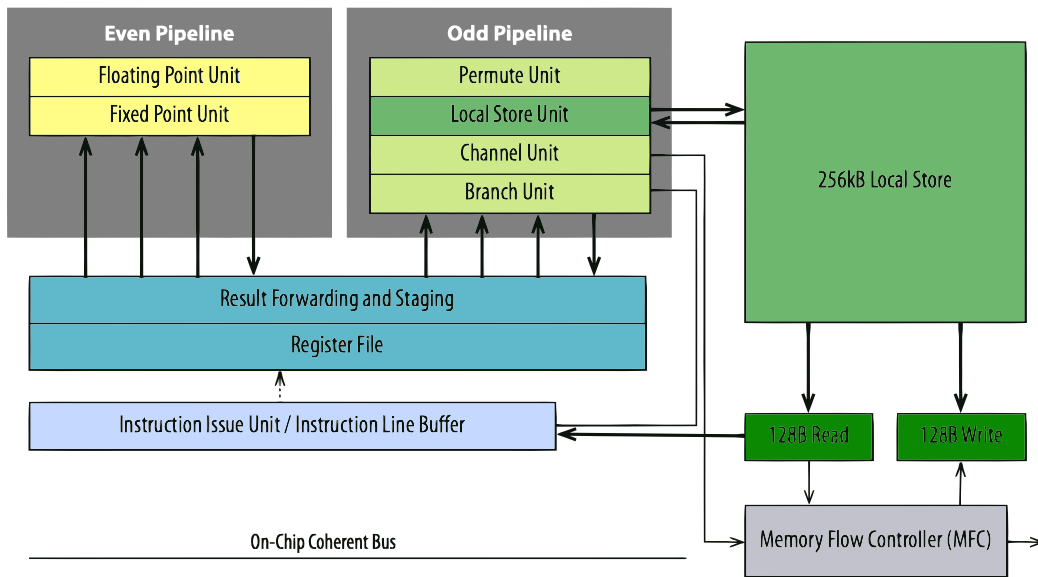 Even Pipeline
Odd Pipeline
Floating Point Unit
Fixed Point Unit
Permute Unit
Local Store Unit
Channel Unit
Branch Unit
256kB Local Store
Result Forwarding and Staging
Register File
Instruction Issue Unit / Instruction Line Buffer
128B Read
128B Write
On-Chip Coherent Bus
Memory Flow Controller (MFC)